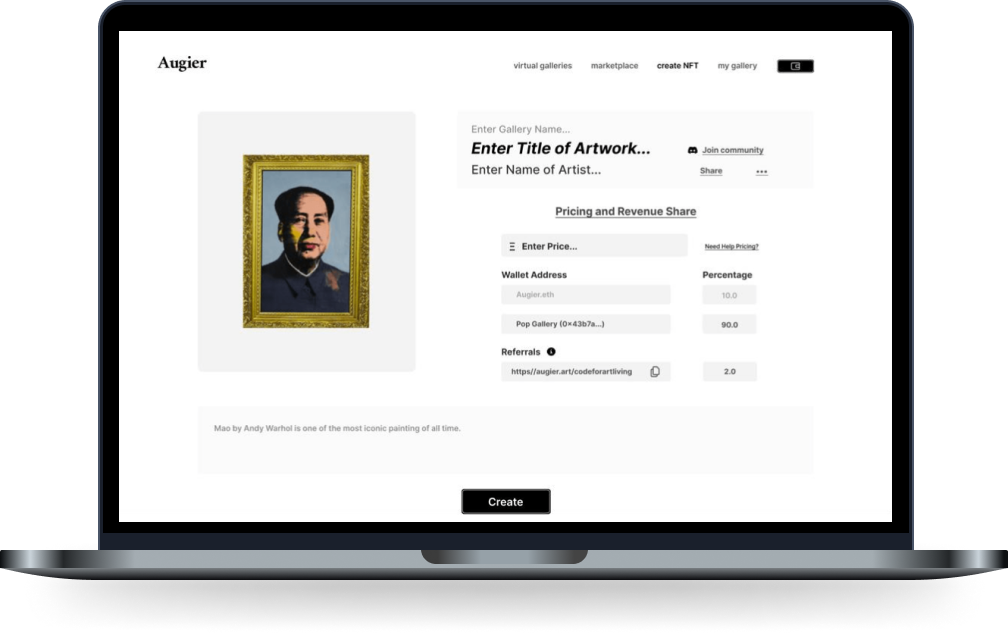 Augier
virtual galleries marketplace create NFT my gallery
Enter Gallery Name...
Enter Title of Artwork...
Join community
Enter Name of Artist...
Share ...
Pricing and Revenue Share
Ξ Enter Price...
Need Help Pricing?
Wallet Address Percentage
Augier.eth 10.0
Pop Gallery (0×43b7a...) 90.0
Referrals
https//augier.art/codeforartliving 2.0
Mao by Andy Warhol is one of the most iconic painting of all time.
Create